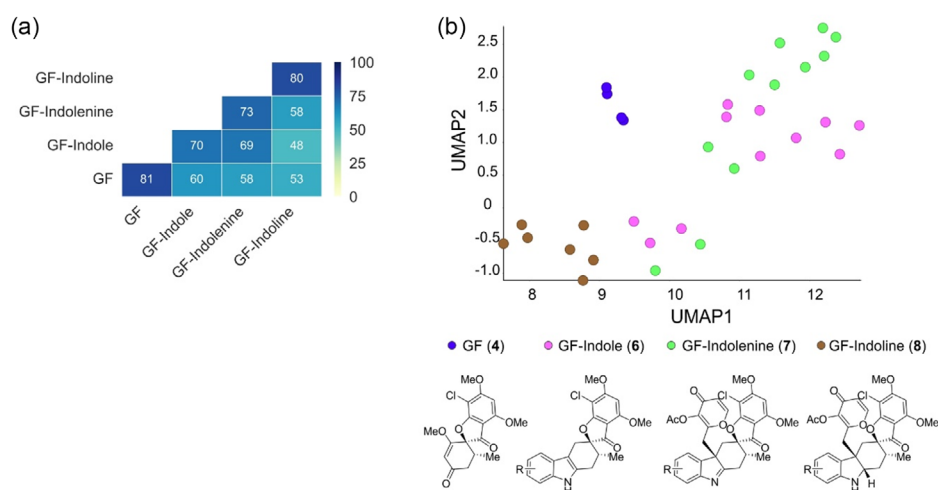 (a)
GF-Indoline
GF-Indolenine
GF-Indole
GF
80
73 58
70 69 48
81 60 58 53
GF
GF-Indole
GF-Indolenine
GF-Indoline
100
75
50
25
0
(b)
UMAP2
2.5
2.0
1.5
1.0
0.5
0
-0.5
-1.0
8 9 10 11 12
UMAP1
GF (4) GF-Indole (6) GF-Indolenine (7) GF-Indoline (8)
MeO
Cl
OMe
O
O
MeO
Me
O
MeO
Cl
OMe
O
O
Me
R
N
H
O
MeO
Cl
AcO
O
O
OMe
O
Me
R
N
O
MeO
Cl
AcO
O
O
OMe
O
Me
R
N
H
H